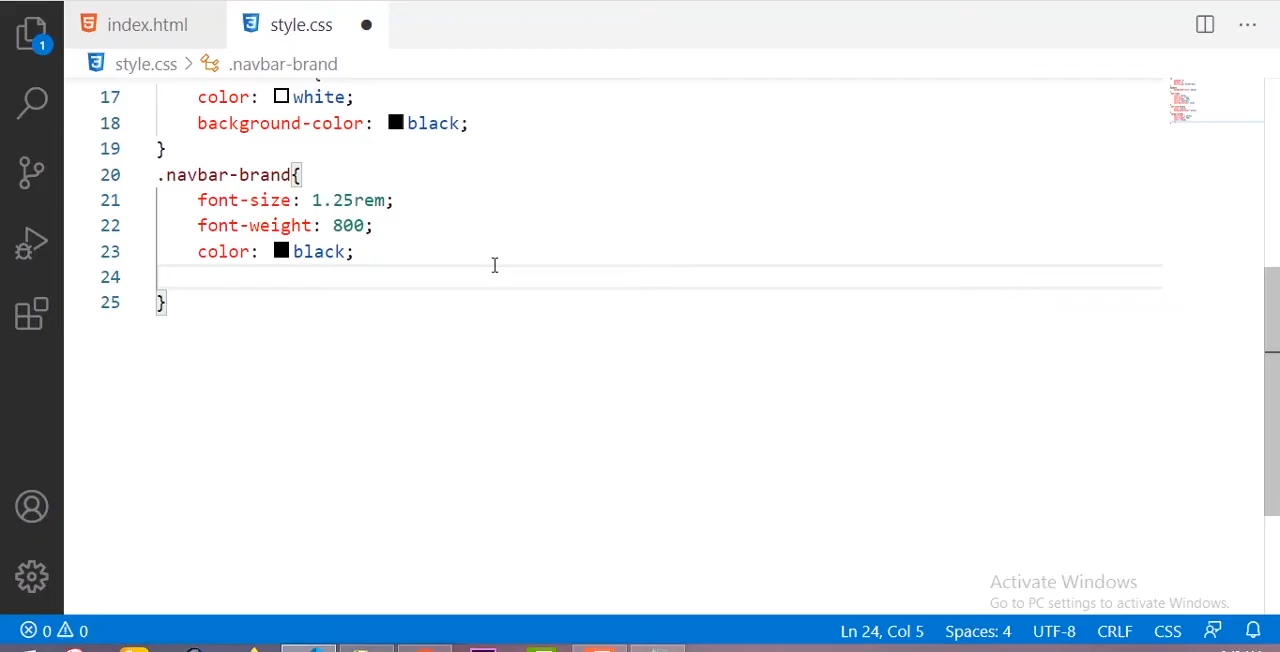 index.html
style.css
1
style.css > .navbar-brand
17 color: white;
18 background-color: black;
19 }
20 .navbar-brand{
21 font-size: 1.25rem;
22 font-weight: 800;
23 color: black;
24
25 }
Activate Windows
Go to PC settings to activate Windows.
0 0 Ln 24, Col 5 Spaces: 4 UTF-8 CRLF CSS